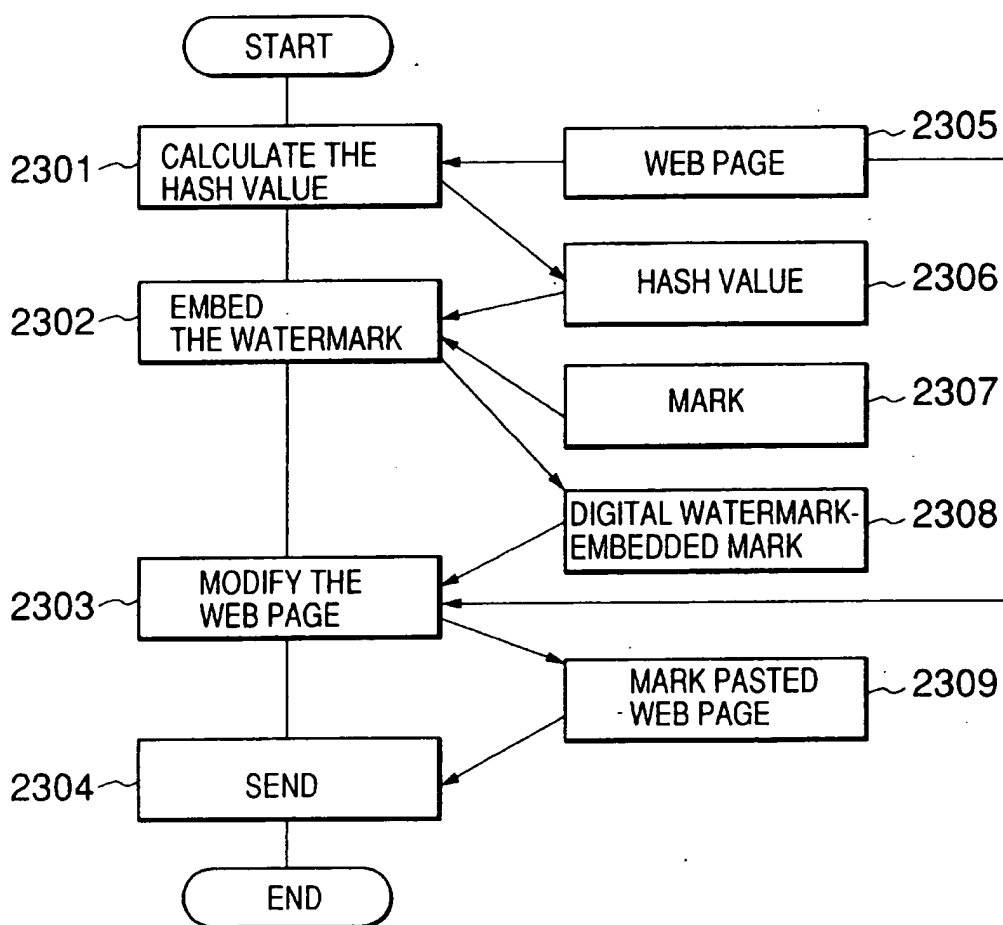 START
2305
2301
CALCULATE THE
HASH VALUE
WEB PAGE
2306
HASH VALUE
2302
EMBED
THE WATERMARK
2307
MARK
2308
DIGITAL WATERMARK-
EMBEDDED MARK
2303
MODIFY THE
WEB PAGE
2309
MARK PASTED
WEB PAGE
2304
SEND
END